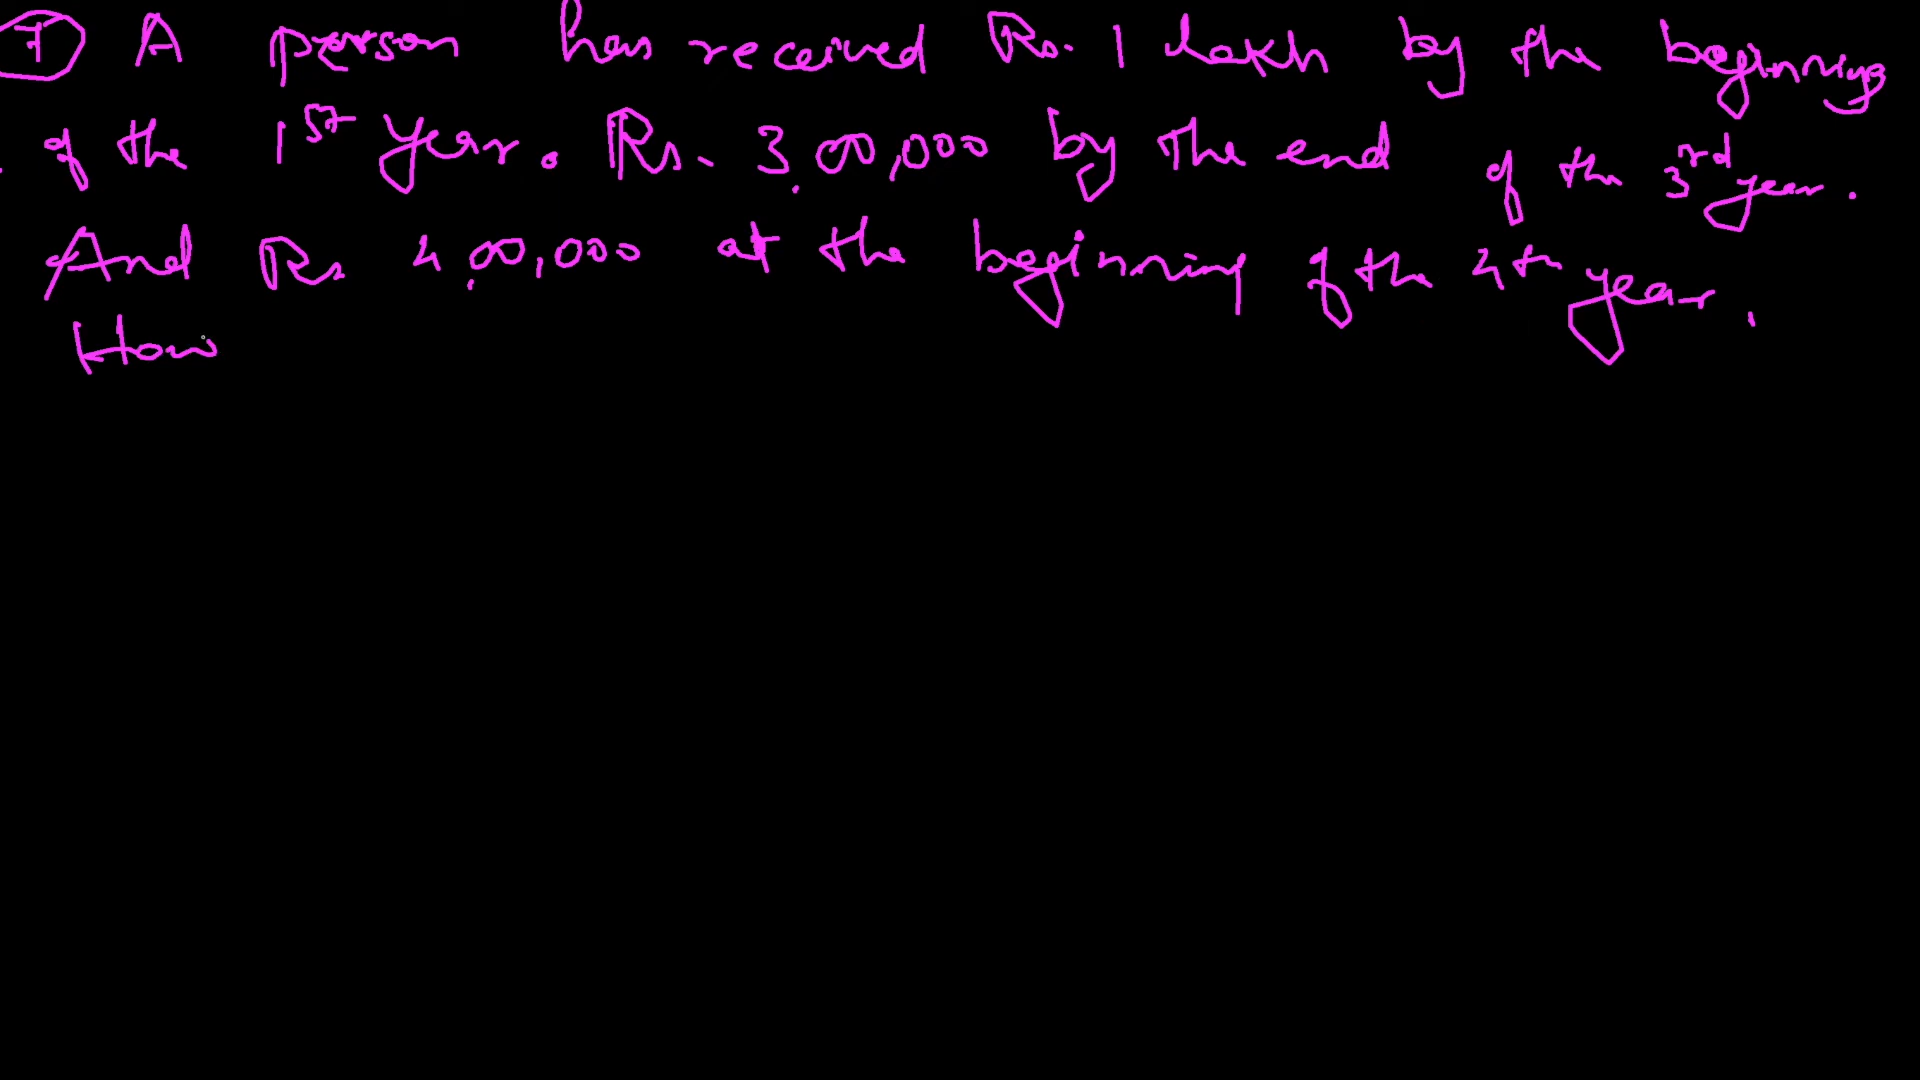 7 A person has received Rs. 1 lakh by the beginning
of the 1st year. Rs. 3,00,000 by the end of the 3rd year.
And Rs 4,00,000 at the beginning of the 4th year.
How